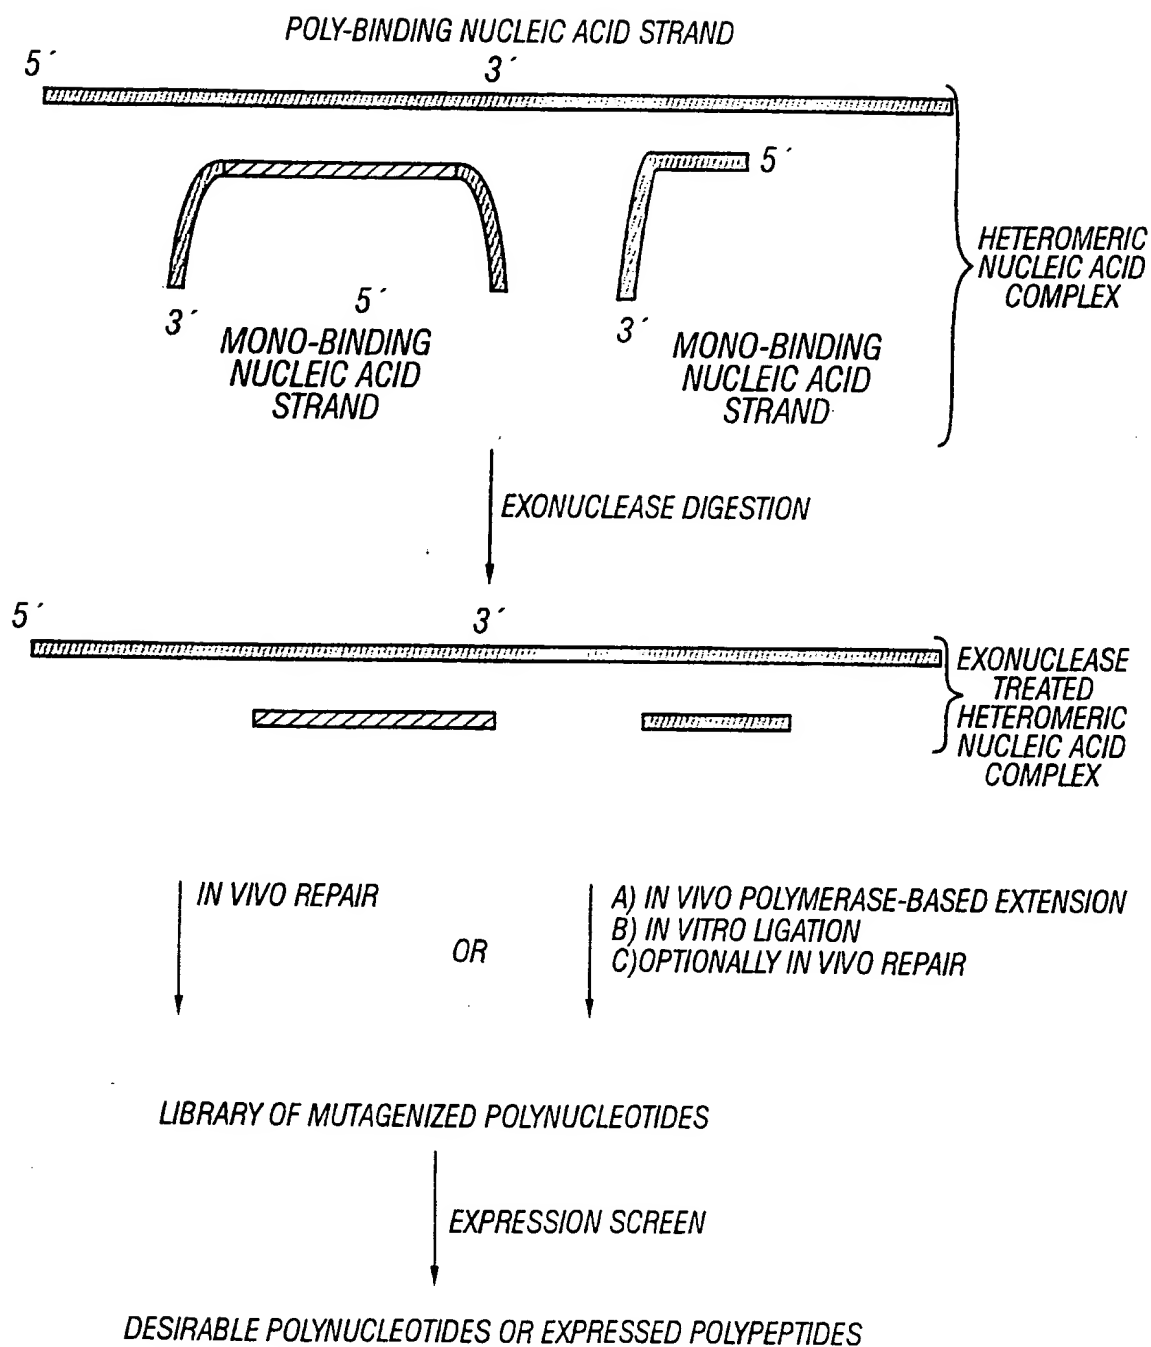 POLY-BINDING NUCLEIC ACID STRAND
5´
3´
5´
HETEROMERIC
NUCLEIC ACID
COMPLEX
3´
5´
MONO-BINDING
NUCLEIC ACID
STRAND
3´
MONO-BINDING
NUCLEIC ACID
STRAND
EXONUCLEASE DIGESTION
5´
3´
EXONUCLEASE
TREATED
HETEROMERIC
NUCLEIC ACID
COMPLEX
IN VIVO REPAIR
OR
A) IN VIVO POLYMERASE-BASED EXTENSION
B) IN VITRO LIGATION
C)OPTIONALLY IN VIVO REPAIR
LIBRARY OF MUTAGENIZED POLYNUCLEOTIDES
EXPRESSION SCREEN
DESIRABLE POLYNUCLEOTIDES OR EXPRESSED POLYPEPTIDES